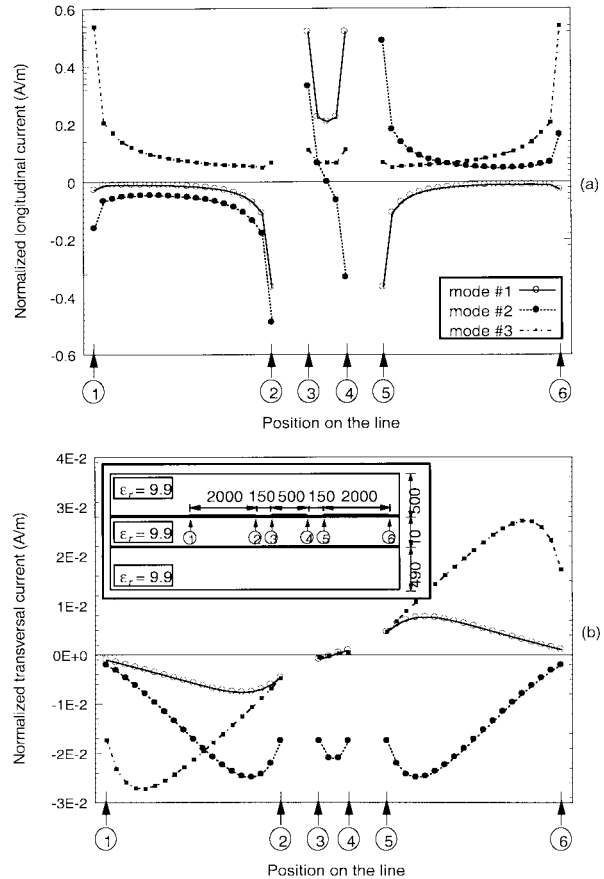 0.6
0.4
0.2
0
-0.2
-0.4
-0.6
Normalized longitudinal current (A/m)
(a)
mode #1
mode #2
mode #3
1 2 3 4 5 6
Position on the line
4E-2
3E-2
2E-2
1E-2
0E+0
-1E-2
-2E-2
-3E-2
Normalized transversal current (A/m)
(b)
εr = 9.9
εr = 9.9
εr = 9.9
2000 150 500 150 2000
1 2 3 4 5 6
500
10
490
1 2 3 4 5 6
Position on the line